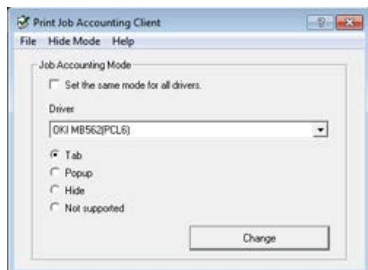 Print Job Accounting Client
File Hide Mode Help
Job Accounting Mode
Set the same mode for all drivers.
Driver
OKI MB562(PCL6)
Tab
Popup
Hide
Not supported
Change